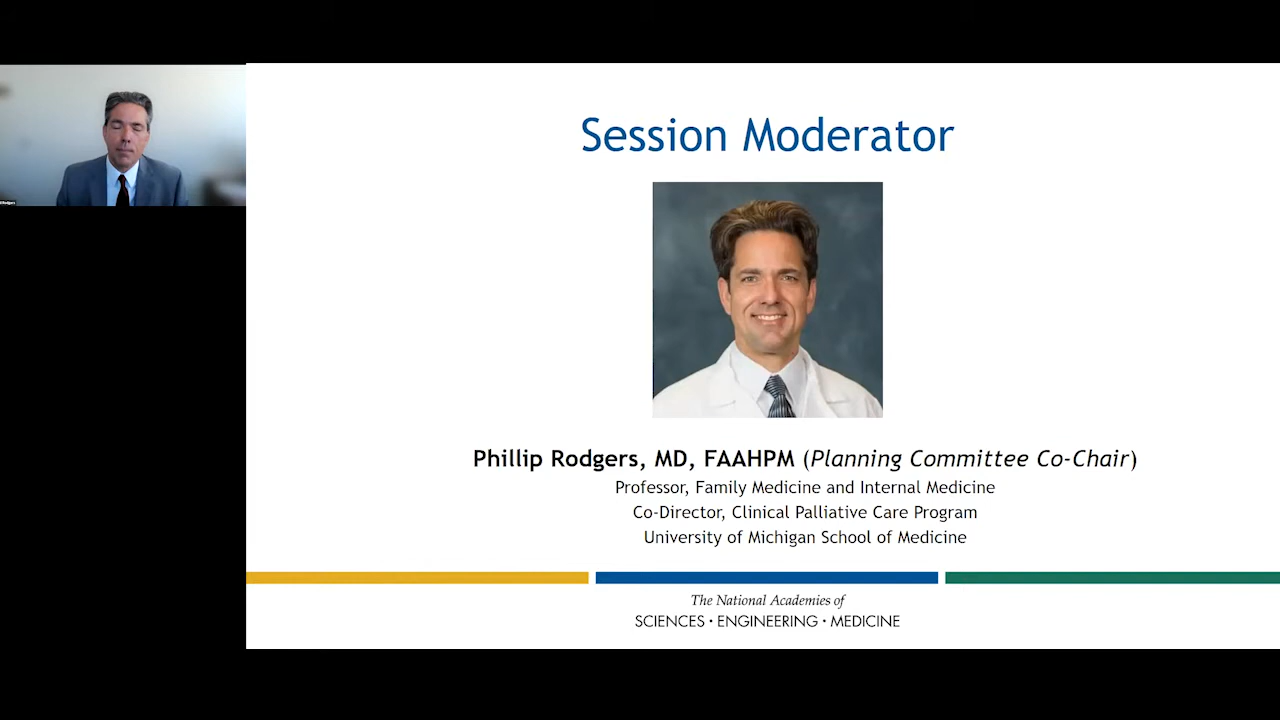 Session Moderator
Phillip Rodgers, MD, FAAHPM (Planning Committee Co-Chair)
Professor, Family Medicine and Internal Medicine
Co-Director, Clinical Palliative Care Program
University of Michigan School of Medicine
The National Academies of
SCIENCES • ENGINEERING • MEDICINE